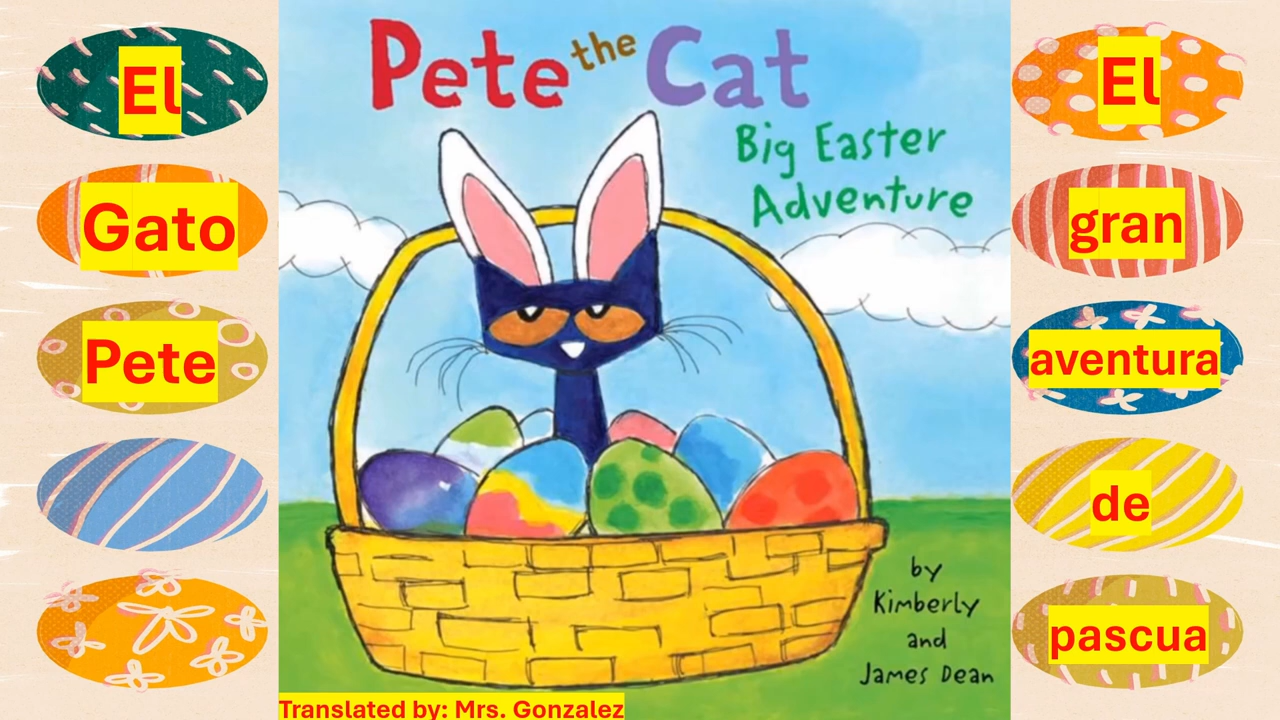 El
Gato
Pete
Pete the Cat
Big Easter
Adventure
by
Kimberly
and
James Dean
Translated by: Mrs. Gonzalez
El
gran
aventura
de
pascua